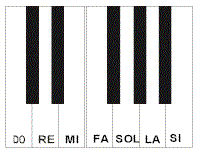 DO RE MI FA SOL LA SI